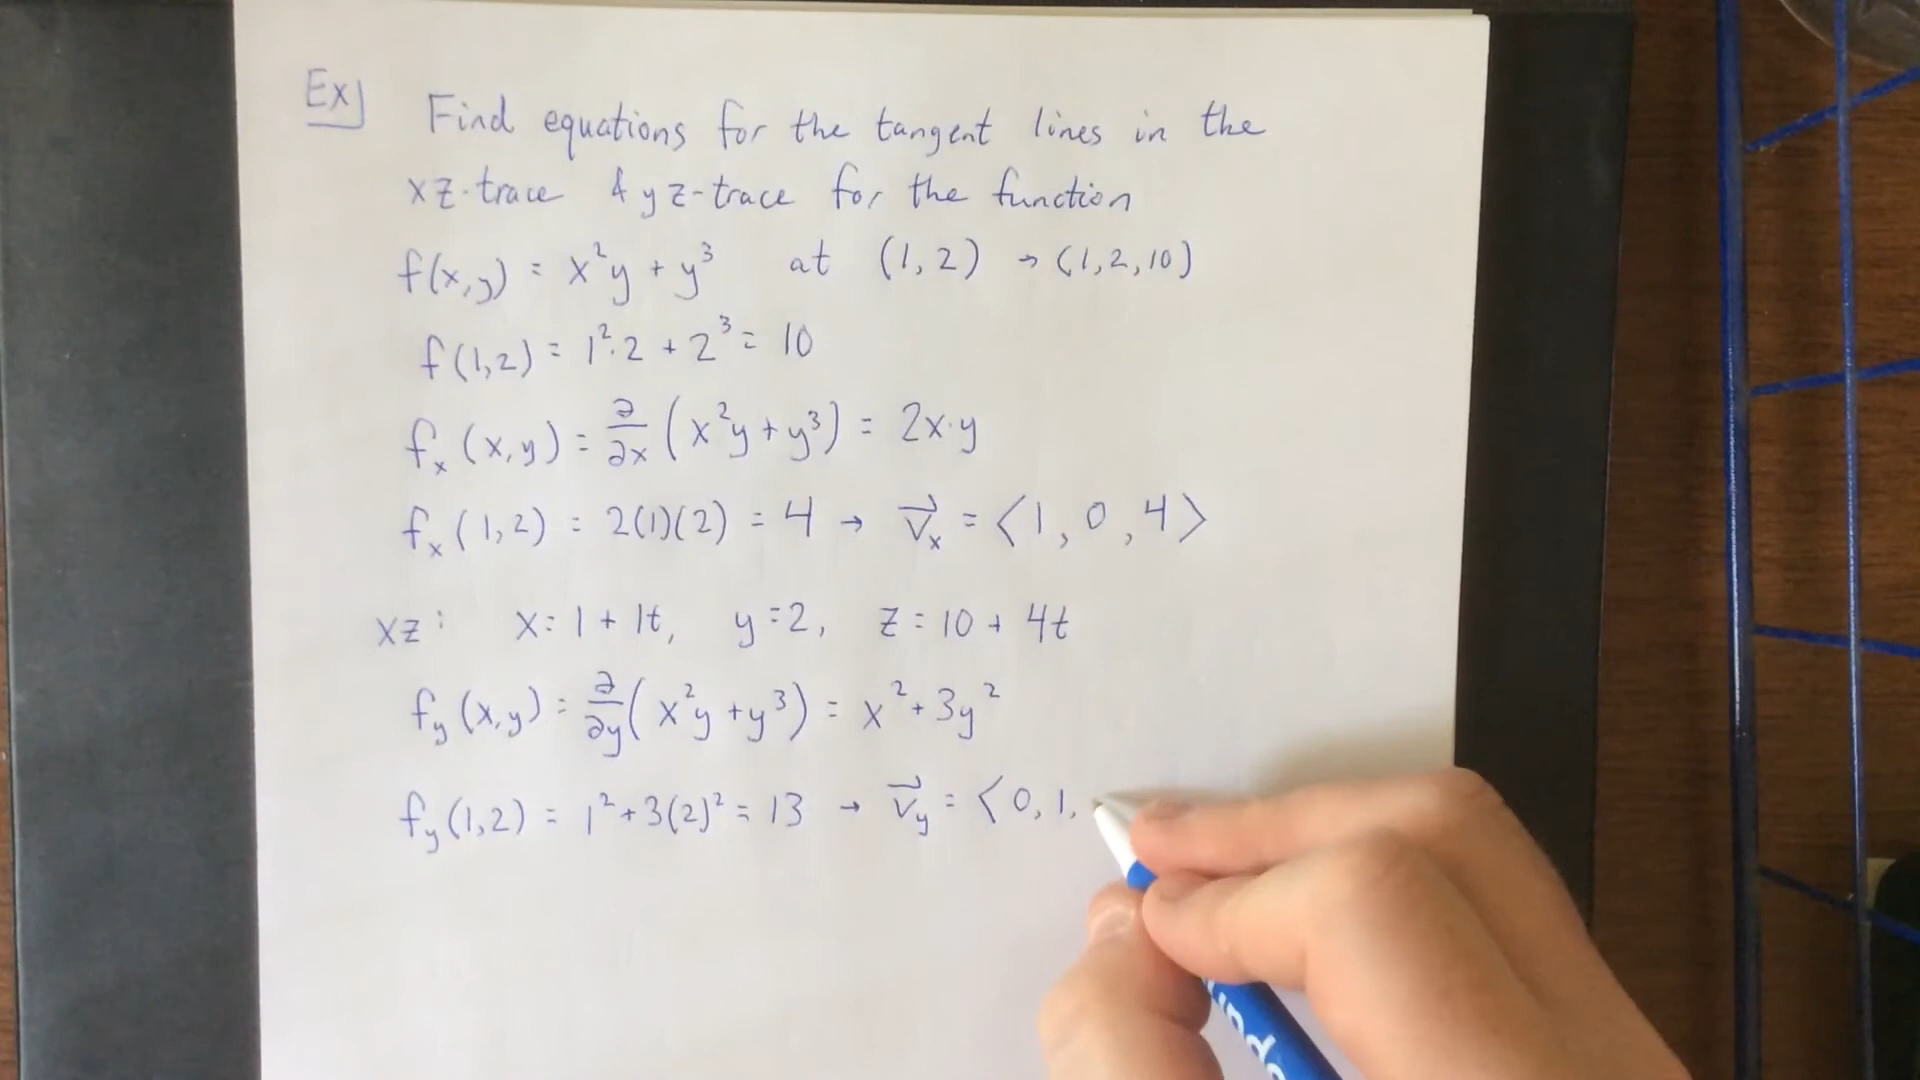 Ex] Find equations for the tangent lines in the
xz-trace & yz-trace for the function
f(x,y) = x²y + y³ at (1,2) → (1,2,10)
f(1,2) = 1²·2 + 2³ = 10
fₓ(x,y) = ∂/∂x (x²y + y³) = 2x·y
fₓ(1,2) = 2(1)(2) = 4 → v⃗ₓ = ⟨1, 0, 4⟩
xz: x = 1 + 1t, y = 2, z = 10 + 4t
f_y(x,y) = ∂/∂y (x²y + y³) = x² + 3y²
f_y(1,2) = 1² + 3(2)² = 13 → v⃗_y = ⟨0, 1,